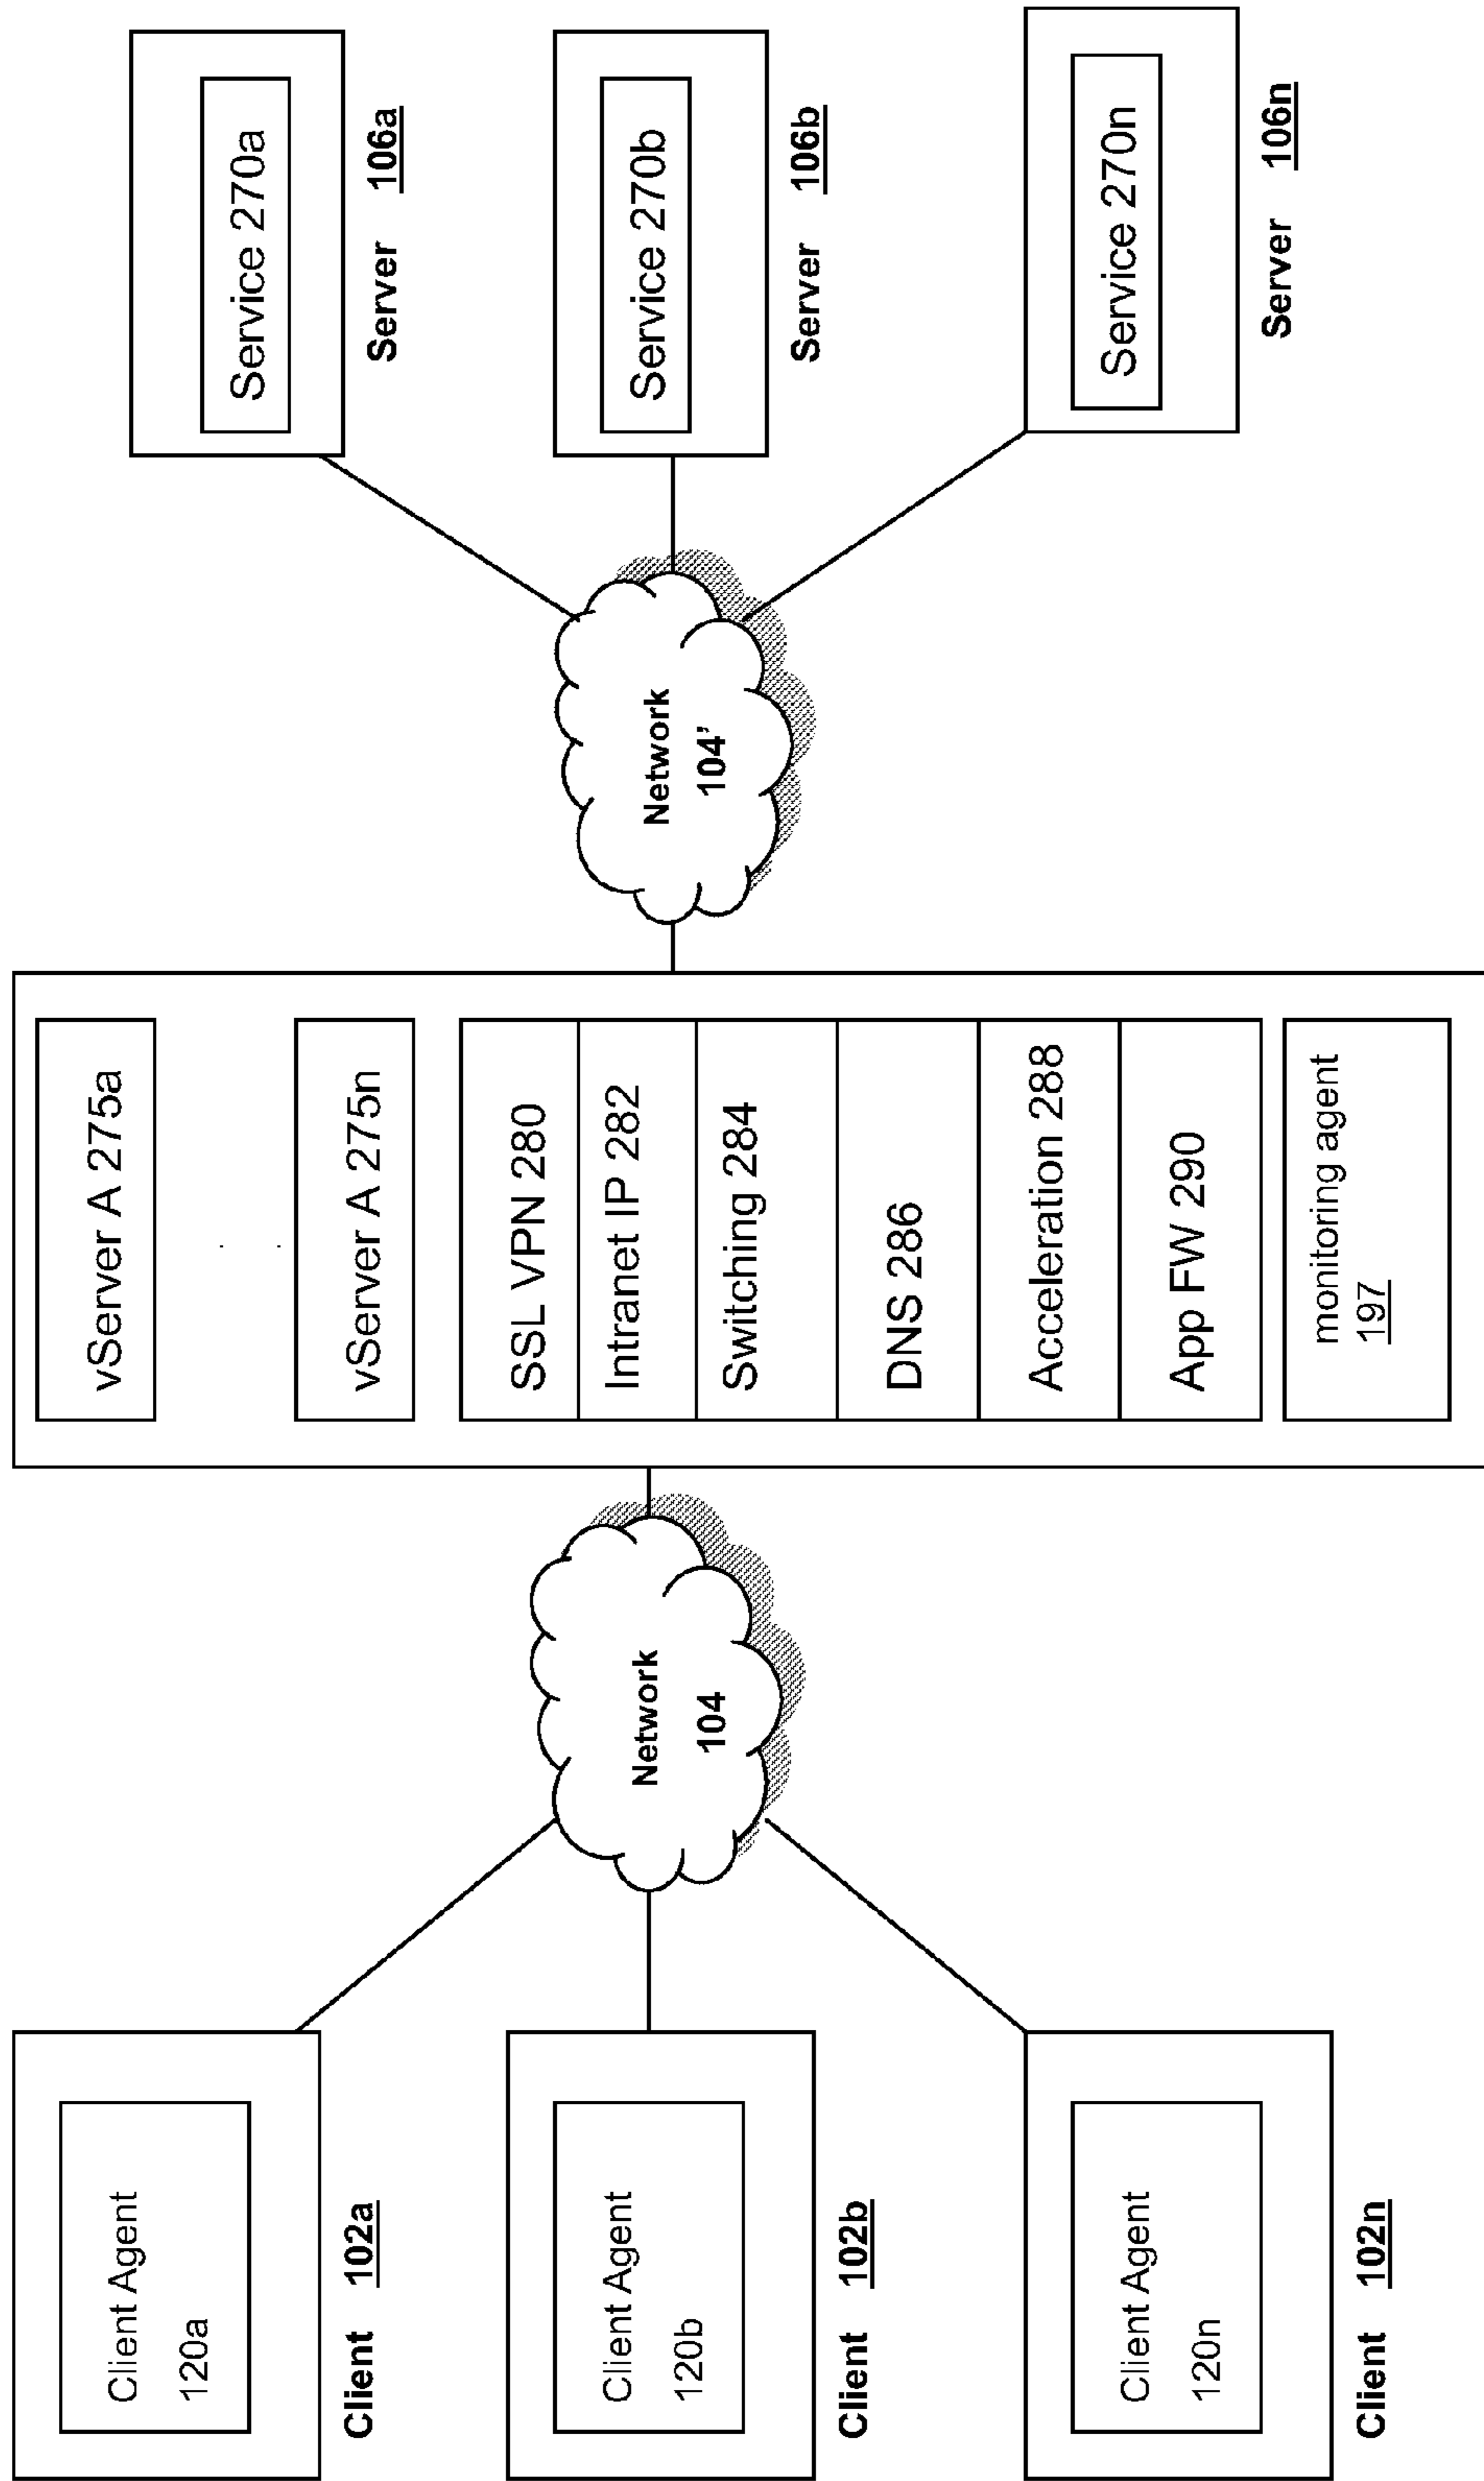 Client Agent
120a
Client 102a
Client Agent
120b
Client 102b
Client Agent
120n
Client 102n
Network
104
vServer A 275a
vServer A 275n
SSL VPN 280
Intranet IP 282
Switching 284
DNS 286
Acceleration 288
App FW 290
monitoring agent
197
Network
104'
Service 270a
Server 106a
Service 270b
Server 106b
Service 270n
Server 106n